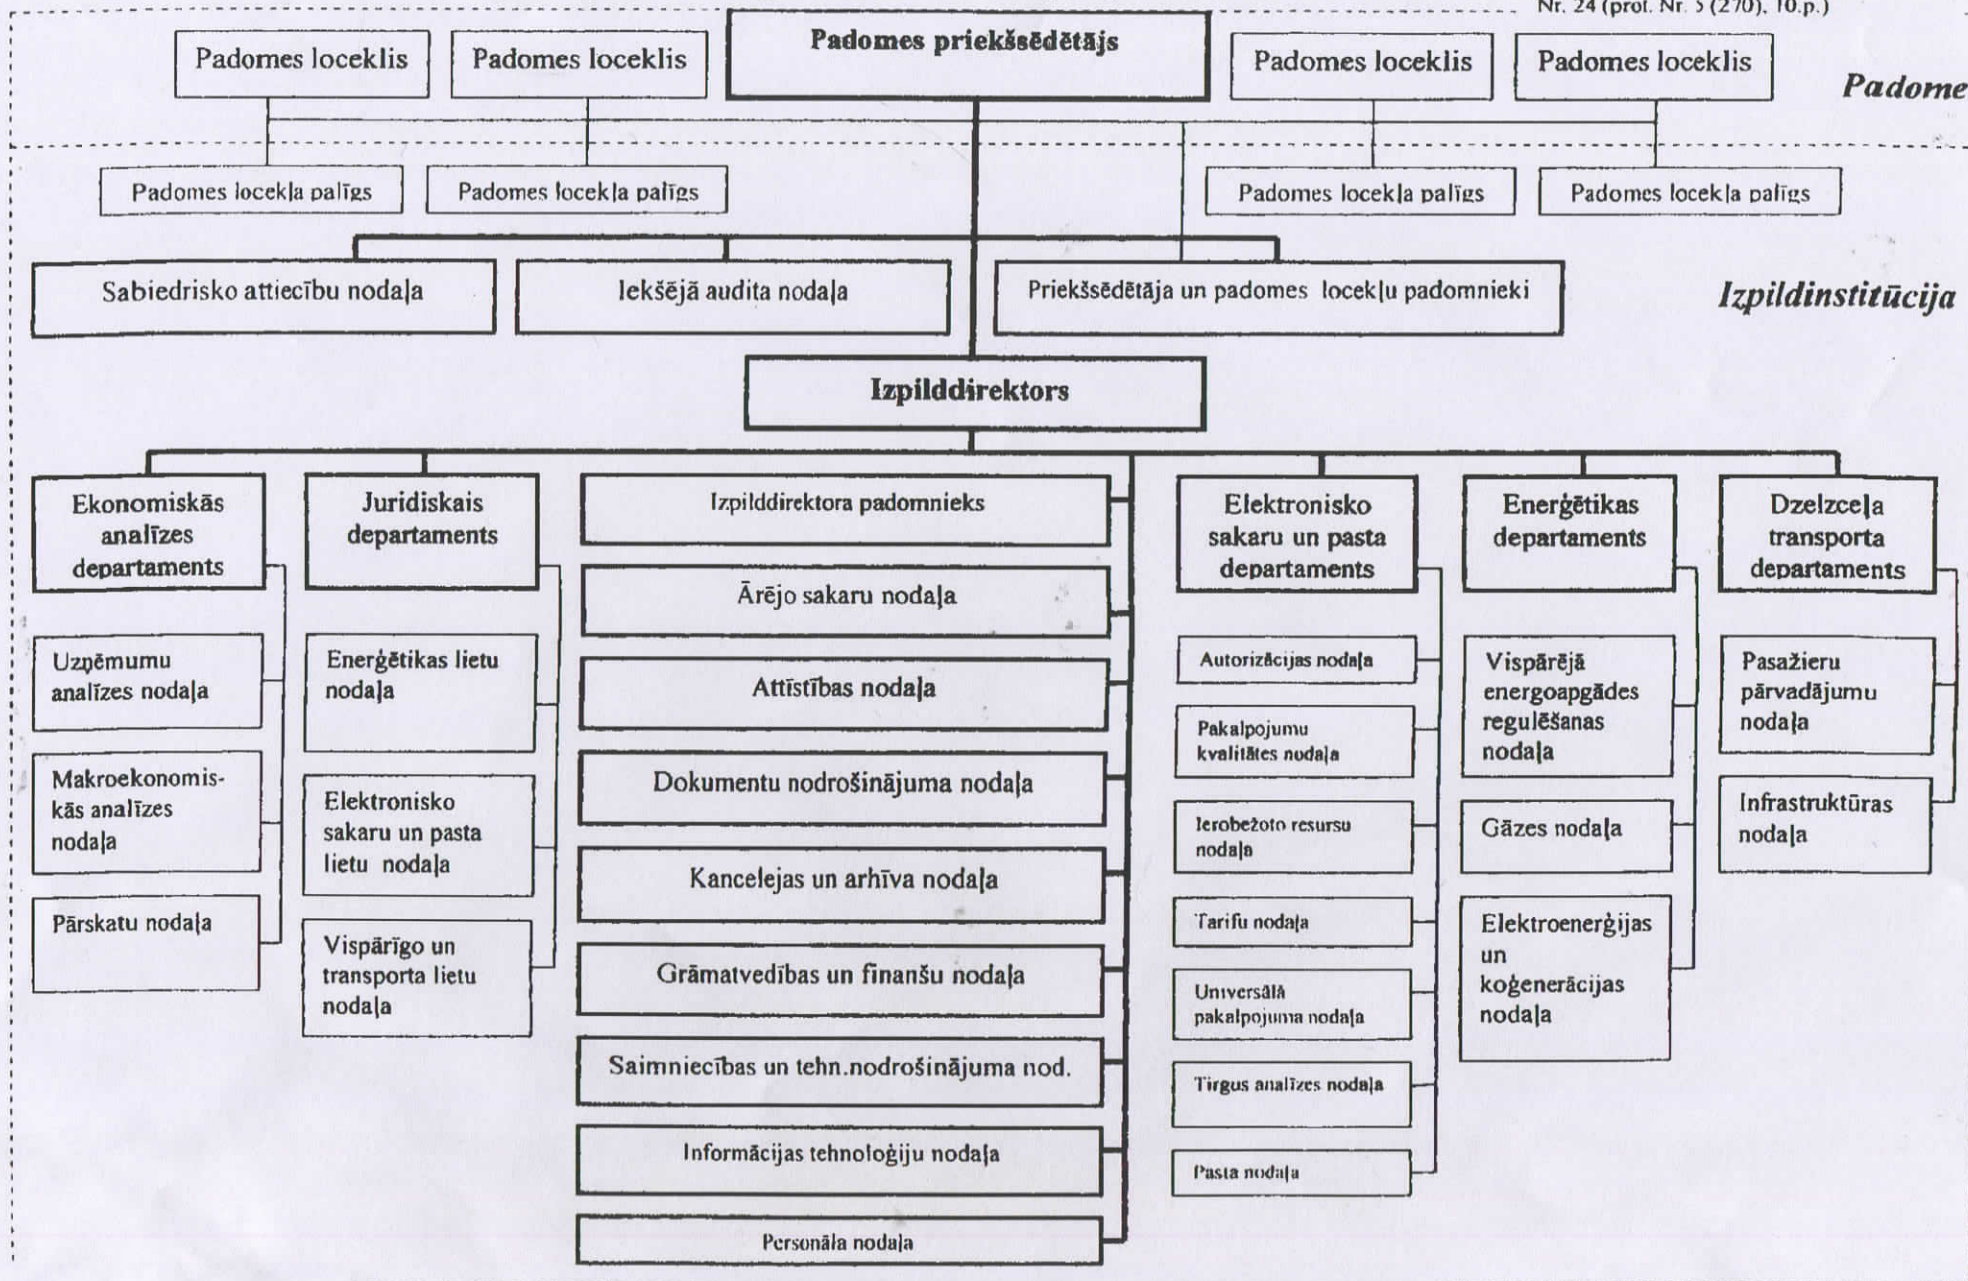 Nr. 24 (prot. Nr. 5 (270), 10.p.)
Padomes loceklis
Padomes loceklis
Padomes priekšsēdētājs
Padomes loceklis
Padomes loceklis
Padome
Padomes locekļa palīgs
Padomes locekļa palīgs
Padomes locekļa palīgs
Padomes locekļa palīgs
Sabiedrisko attiecību nodaļa
Iekšējā audita nodaļa
Priekšsēdētāja un padomes locekļu padomnieki
Izpildinstitūcija
Izpilddirektors
Ekonomiskās
analīzes
departaments
Uzņēmumu
analīzes nodaļa
Makroekonomis-
kās analīzes
nodaļa
Pārskatu nodaļa
Juridiskais
departaments
Enerģētikas lietu
nodaļa
Elektronisko
sakaru un pasta
lietu nodaļa
Vispārīgo un
transporta lietu
nodaļa
Izpilddirektora padomnieks
Ārējo sakaru nodaļa
Attīstības nodaļa
Dokumentu nodrošinājuma nodaļa
Kancelejas un arhīva nodaļa
Grāmatvedības un finanšu nodaļa
Saimniecības un tehn.nodrošinājuma nod.
Informācijas tehnoloģiju nodaļa
Personāla nodaļa
Elektronisko
sakaru un pasta
departaments
Autorizācijas nodaļa
Pakalpojumu
kvalitātes nodaļa
Ierobežoto resursu
nodaļa
Tarifu nodaļa
Universālā
pakalpojuma nodaļa
Tirgus analīzes nodaļa
Pasta nodaļa
Enerģētikas
departaments
Vispārējā
energoapgādes
regulēšanas
nodaļa
Gāzes nodaļa
Elektroenerģijas
un
koģenerācijas
nodaļa
Dzelzceļa
transporta
departaments
Pasažieru
pārvadājumu
nodaļa
Infrastruktūras
nodaļa